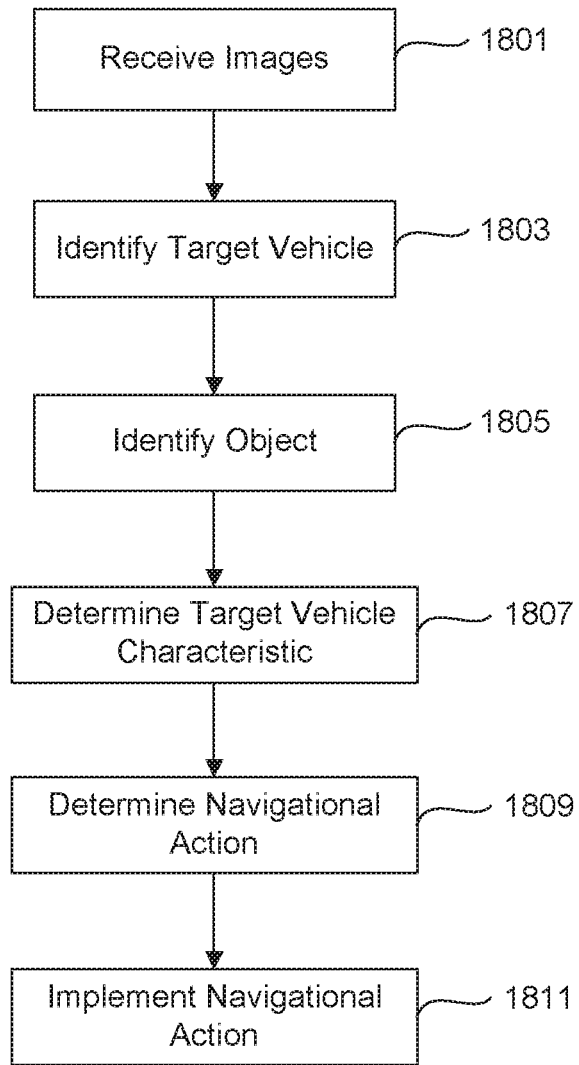 Receive Images
1801
Identify Target Vehicle
1803
Identify Object
1805
Determine Target Vehicle
Characteristic
1807
Determine Navigational
Action
1809
Implement Navigational
Action
1811